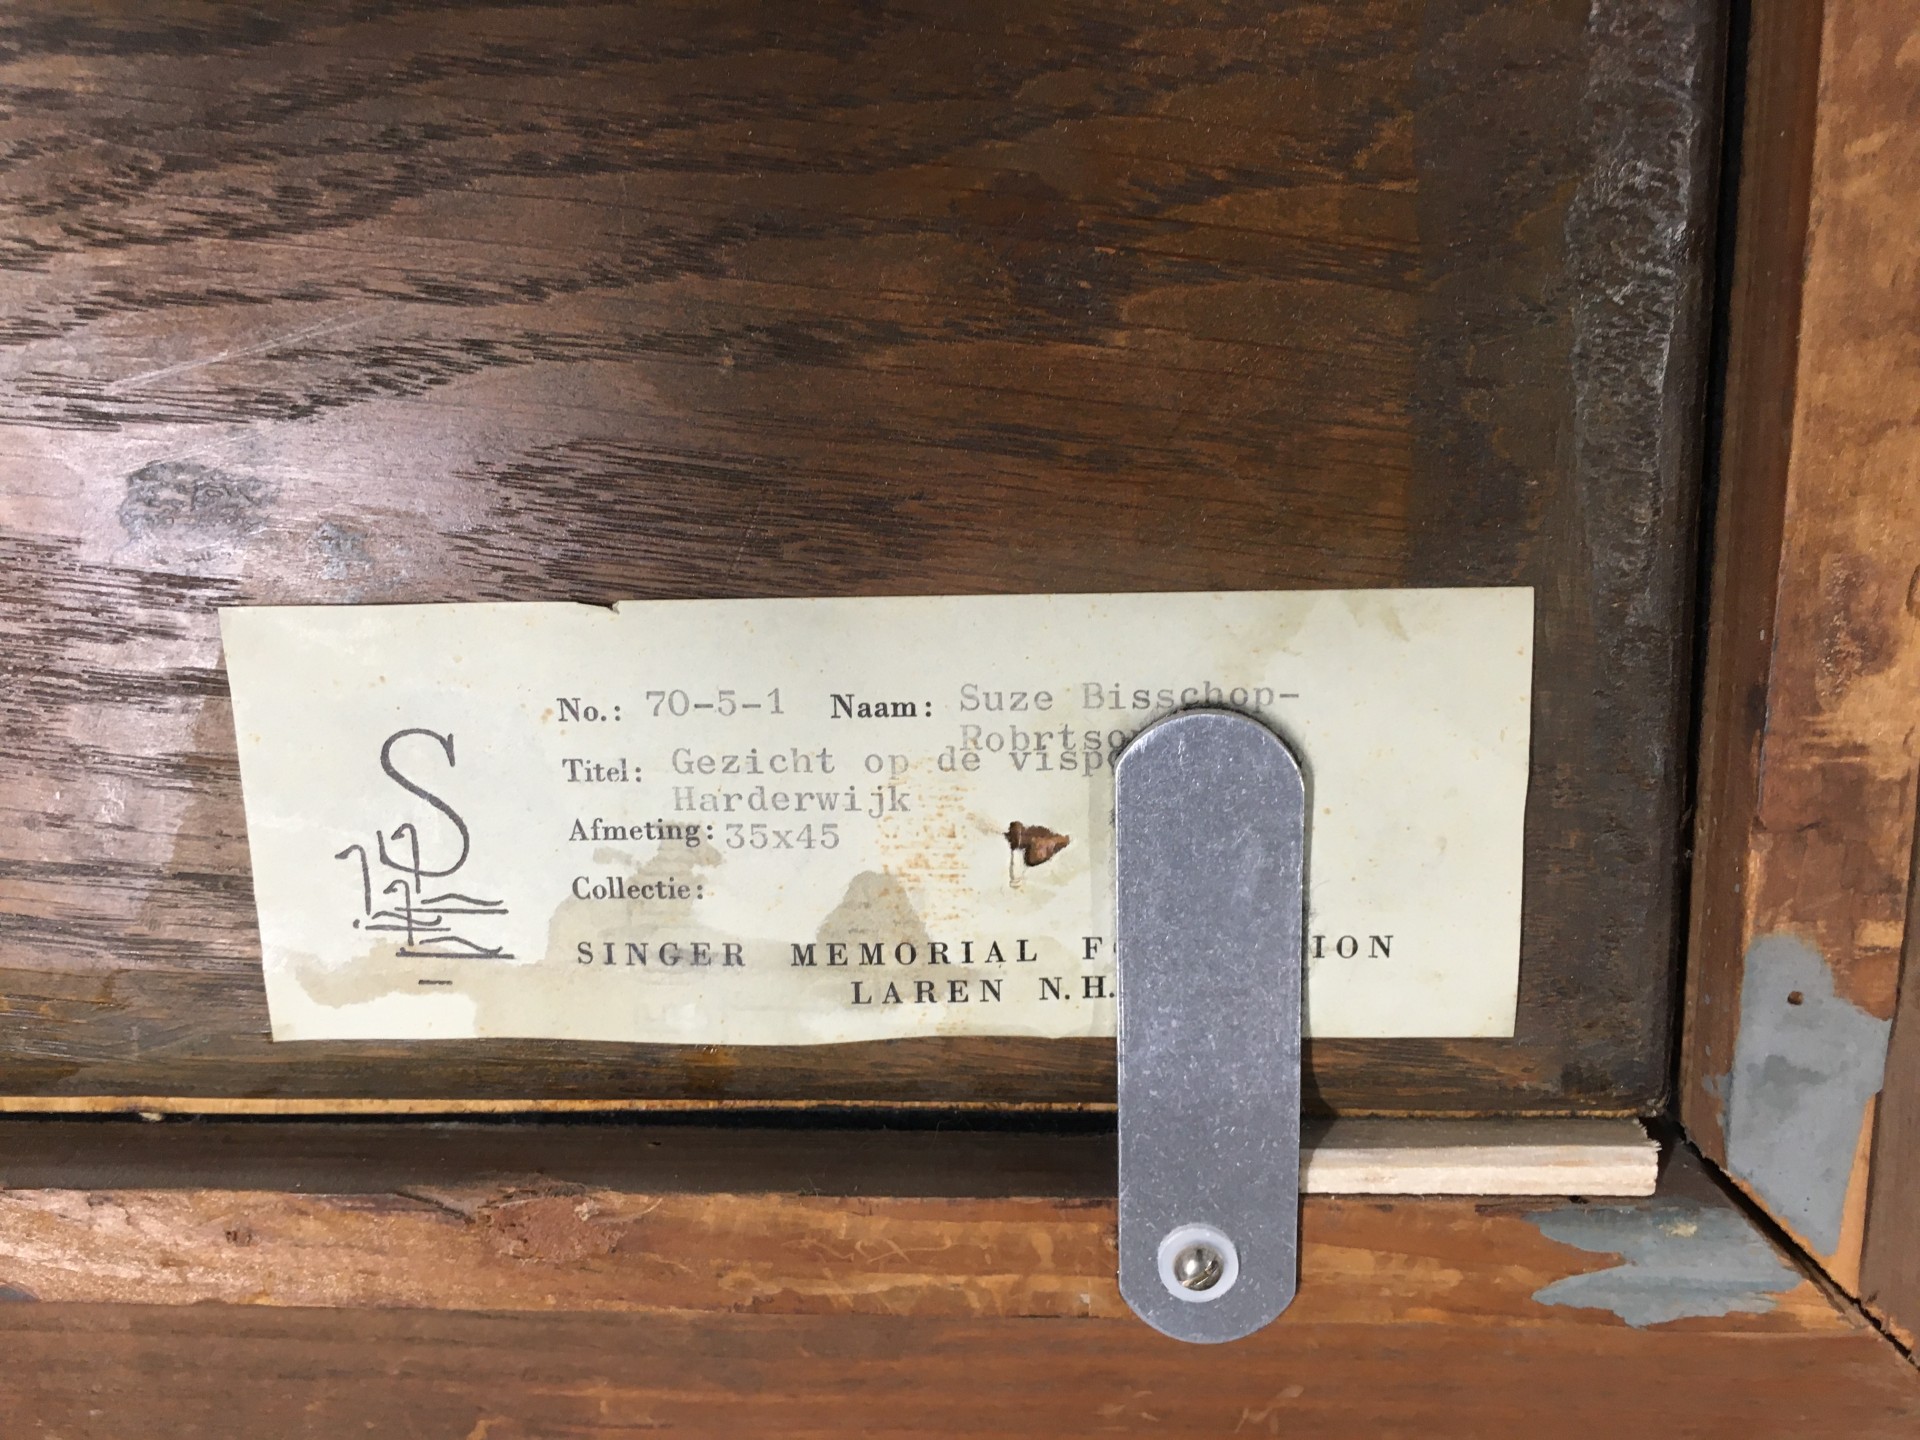 No.: 70-5-1 Naam: Suze Bisschop-
Robrtso
Titel: Gezicht op de visp
Harderwijk
Afmeting: 35x45
Collectie:
SINGER MEMORIAL F ION
LAREN N.H.